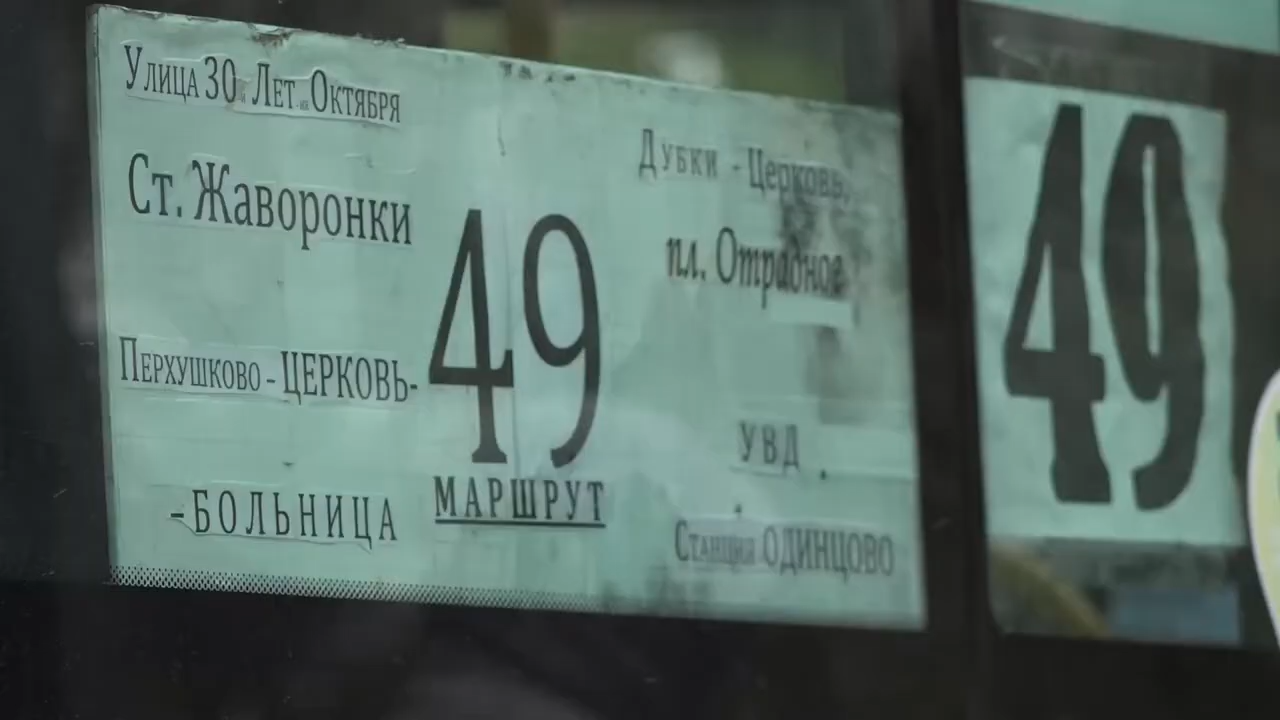 Улица 30 Лет Октября
Ст. Жаворонки
Перхушково - ЦЕРКОВЬ-
-БОЛЬНИЦА
49
МАРШРУТ
Дубки - Церковь,
пл. Отрадное
УВД .
Станция ОДИНЦОВО
49